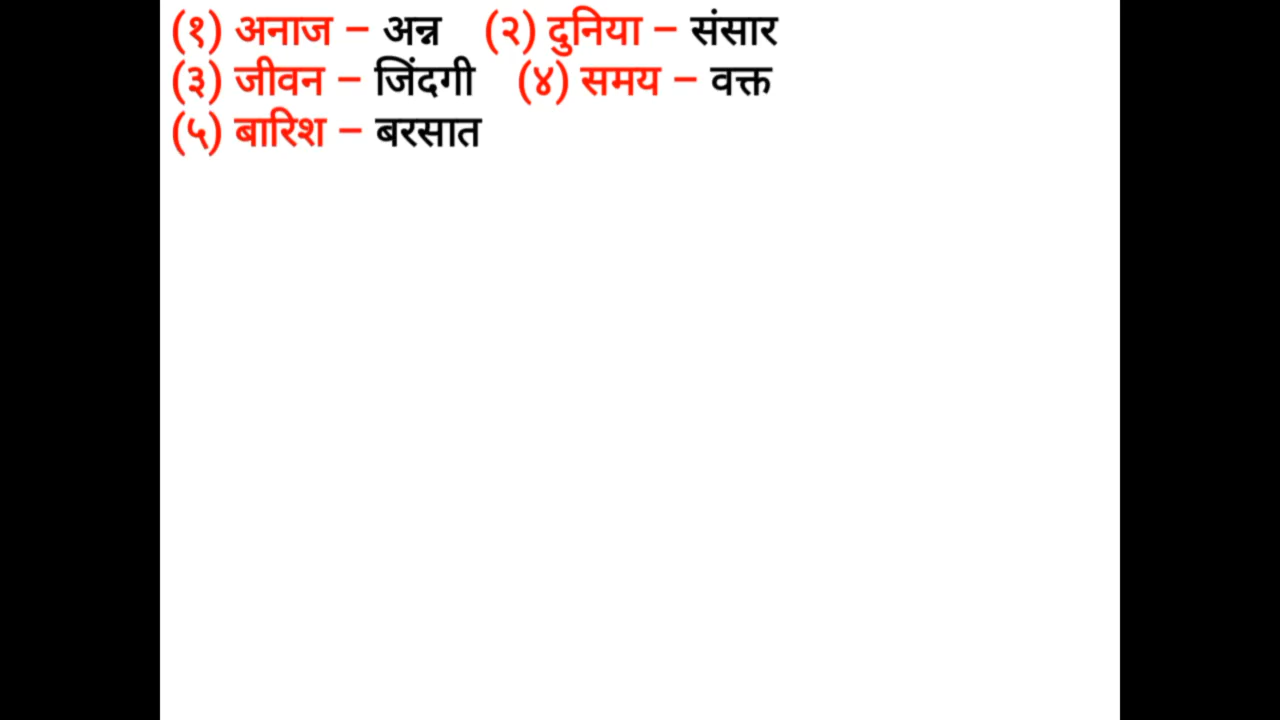 (१) अनाज – अन्न (२) दुनिया – संसार
(३) जीवन – जिंदगी (४) समय – वक्त
(५) बारिश – बरसात